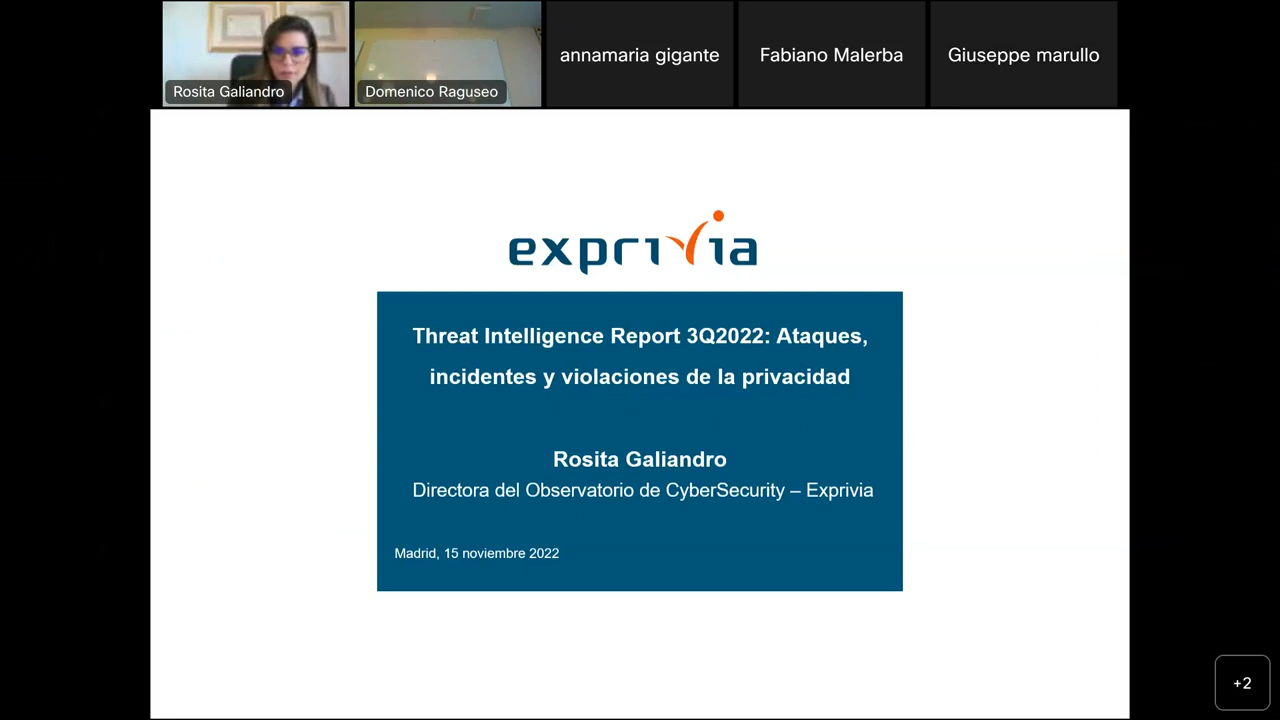 Rosita Galiandro
Domenico Raguseo
annamaria gigante
Fabiano Malerba
Giuseppe marullo
exprivia
Threat Intelligence Report 3Q2022: Ataques,
incidentes y violaciones de la privacidad
Rosita Galiandro
Directora del Observatorio de CyberSecurity – Exprivia
Madrid, 15 noviembre 2022
+2